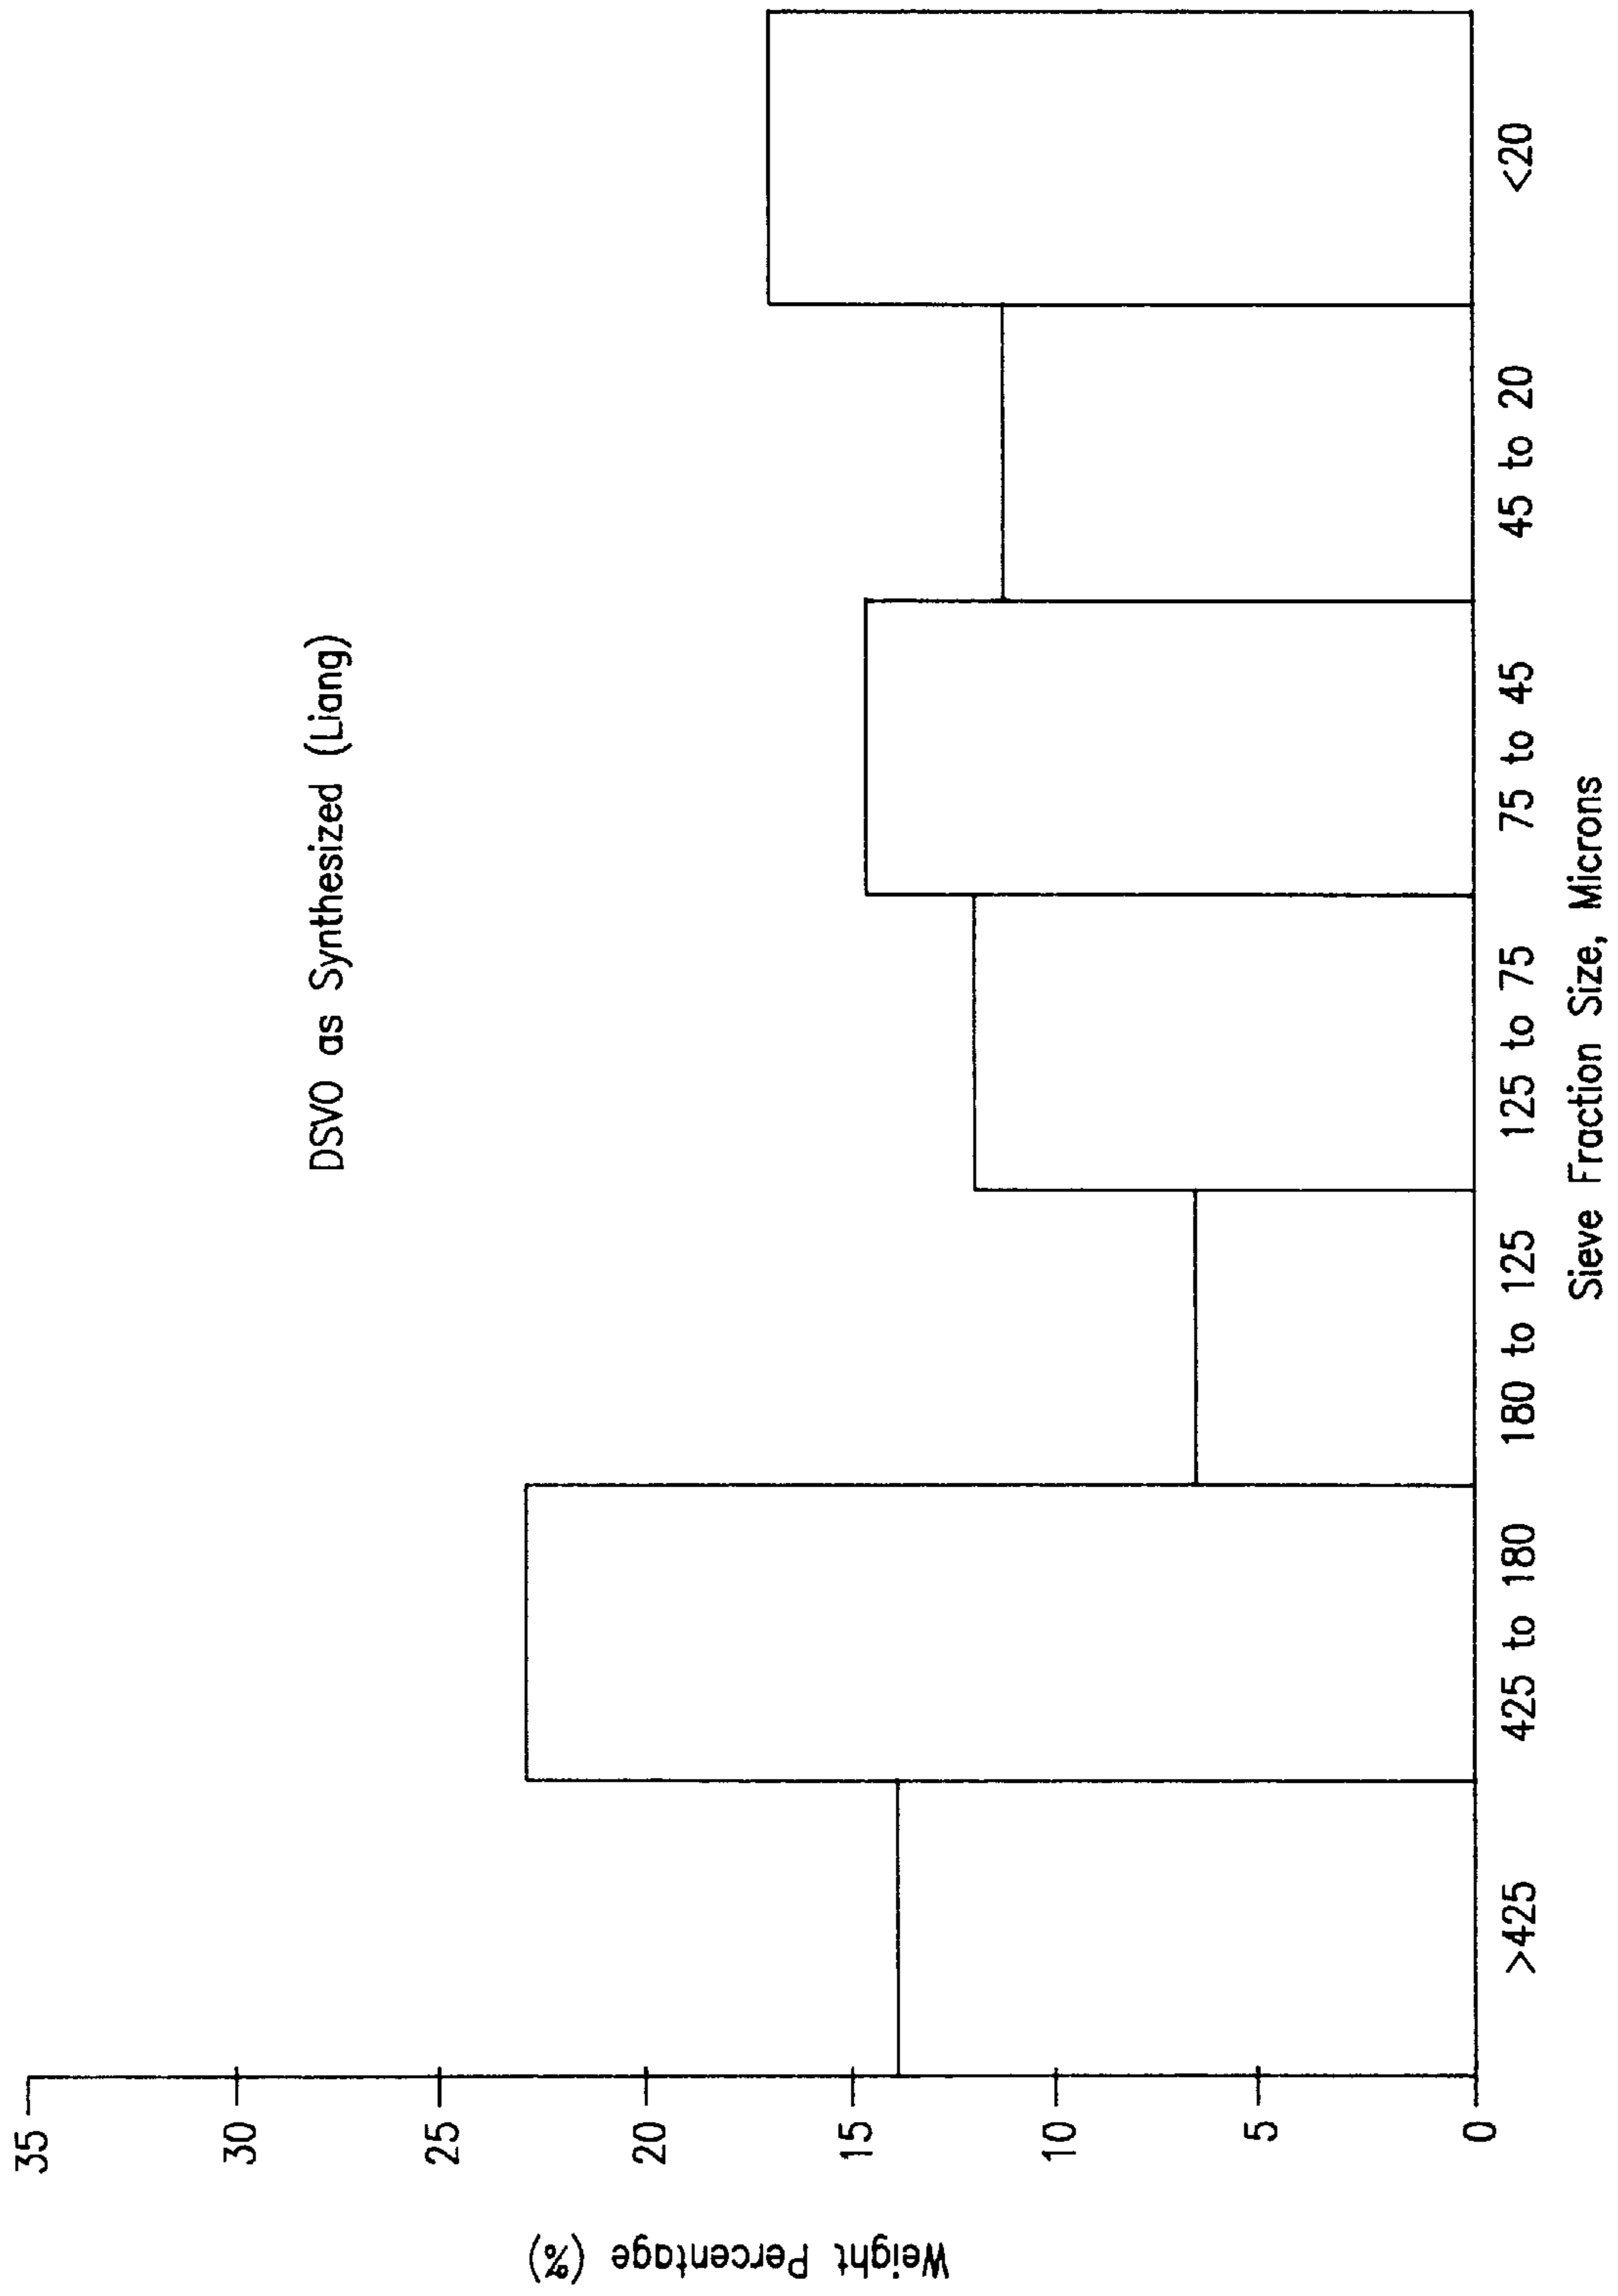 DSVO as Synthesized (Liang)
Weight Percentage (%)
35
30
25
20
15
10
5
0
>425
425 to 180
180 to 125
125 to 75
75 to 45
45 to 20
<20
Sieve Fraction Size, Microns